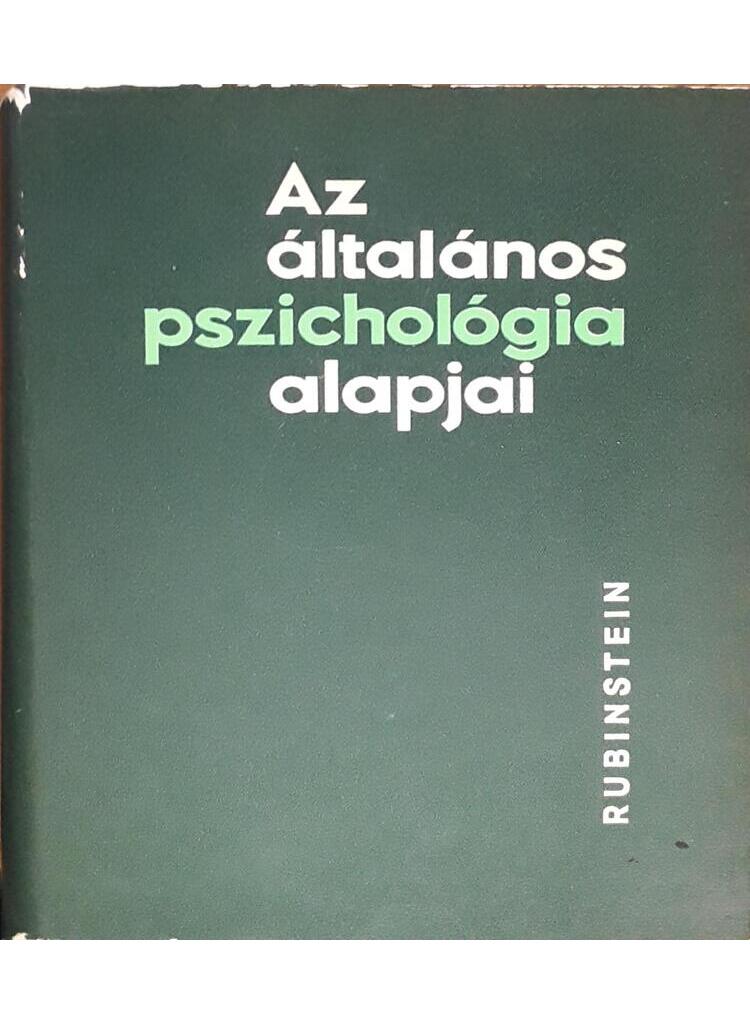 Az
általános
pszichológia
alapjai
RUBINSTEIN